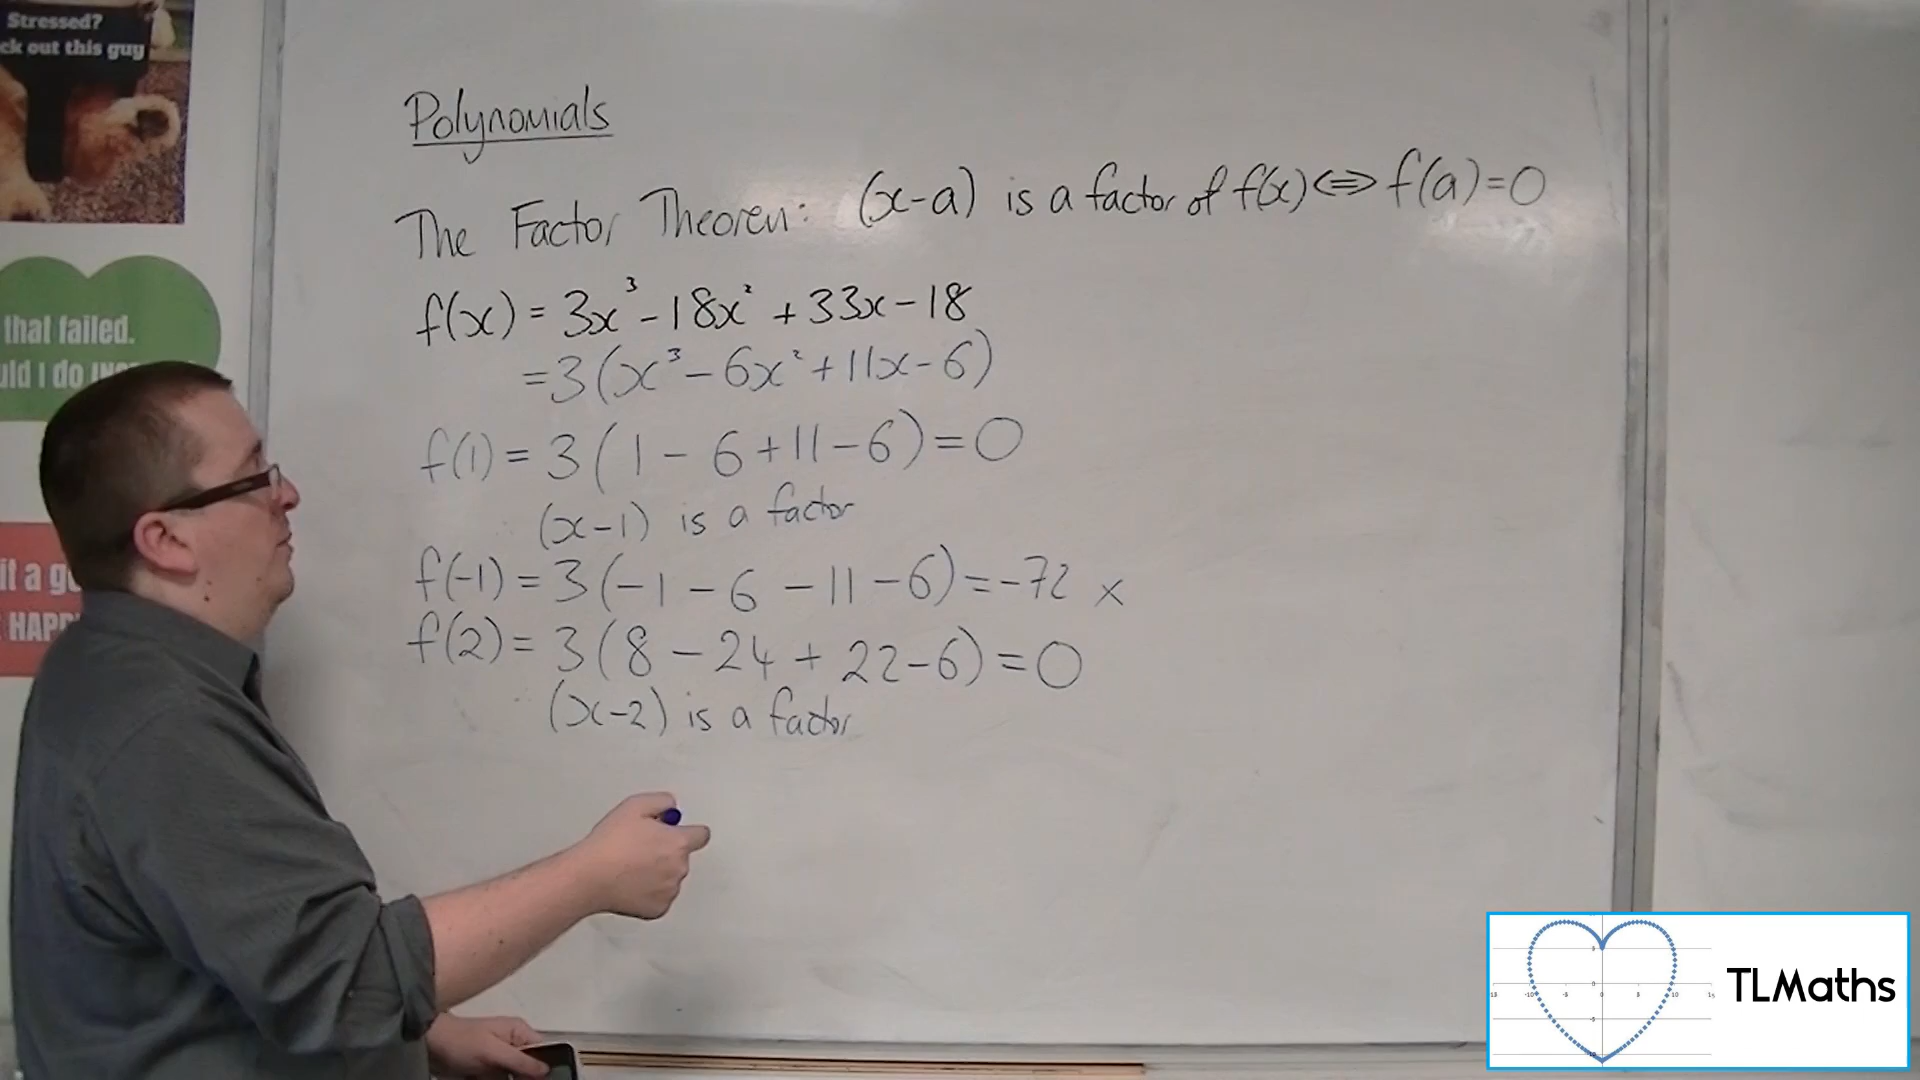 Stressed?
ck out this guy
that failed.
uld I do
it a g
HAPP
Polynomials
The Factor Theorem: (x-a) is a factor of f(x) ⇔ f(a)=0
f(x) = 3x³ - 18x² + 33x - 18
= 3(x³ - 6x² + 11x - 6)
f(1) = 3(1 - 6 + 11 - 6) = 0
(x-1) is a factor
f(-1) = 3(-1 - 6 - 11 - 6) = -72 ×
f(2) = 3(8 - 24 + 22 - 6) = 0
(x-2) is a factor
TLMaths